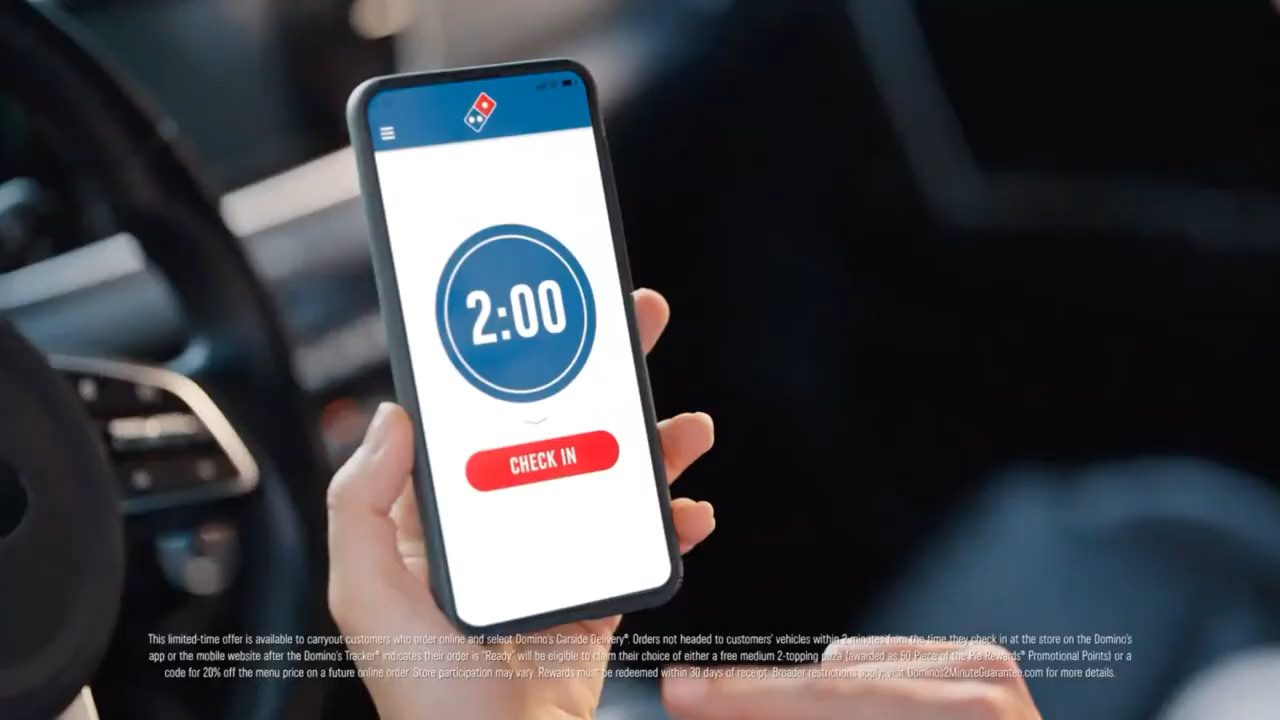 2:00
CHECK IN
This limited-time offer is available to carryout customers who order online and select Domino's Carside Delivery®. Orders not headed to customers' vehicles within 2 minutes from the time they check in at the store on the Domino's
app or the mobile website after the Domino's Tracker® indicates their order is "Ready" will be eligible to claim their choice of either a free medium 2-topping pizza (awarded as 60 Piece of the Pie Rewards® Promotional Points) or a
code for 20% off the menu price on a future online order. Store participation may vary. Rewards must be redeemed within 30 days of receipt. Broader restrictions apply; visit Dominos2MinuteGuarantee.com for more details.